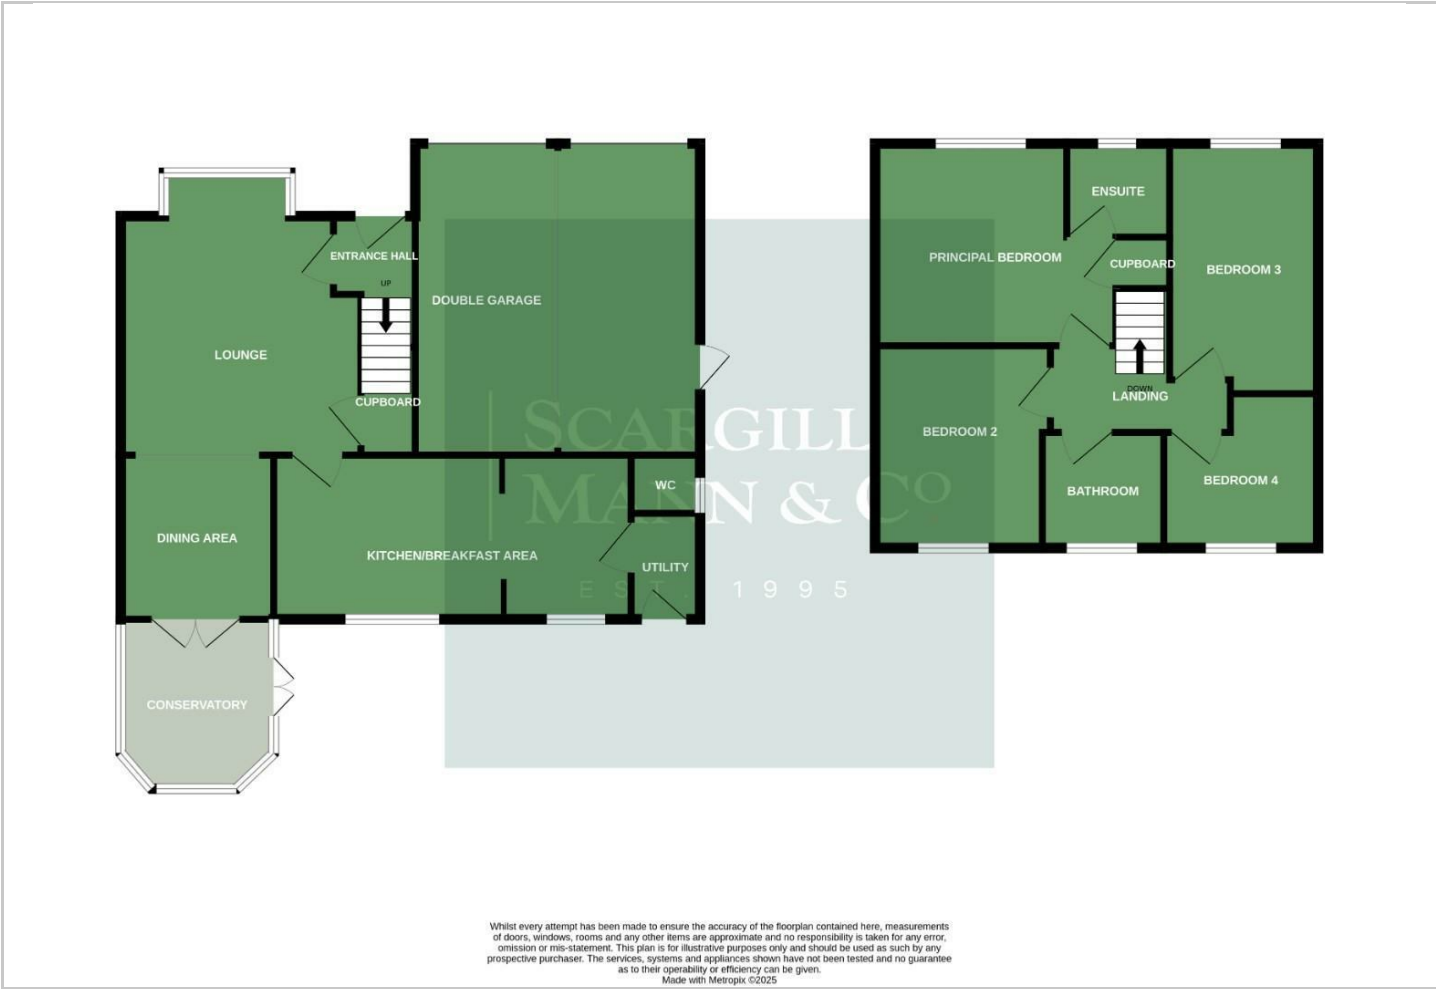 ENTRANCE HALL
UP
DOUBLE GARAGE
LOUNGE
CUPBOARD
WC
DINING AREA
KITCHEN/BREAKFAST AREA
UTILITY
CONSERVATORY
ENSUITE
PRINCIPAL BEDROOM
CUPBOARD
BEDROOM 3
DOWN
LANDING
BEDROOM 2
BATHROOM
BEDROOM 4
SCARGILL
MANN & CO
EST. 1995
Whilst every attempt has been made to ensure the accuracy of the floorplan contained here, measurements
of doors, windows, rooms and any other items are approximate and no responsibility is taken for any error,
omission or mis-statement. This plan is for illustrative purposes only and should be used as such by any
prospective purchaser. The services, systems and appliances shown have not been tested and no guarantee
as to their operability or efficiency can be given.
Made with Metropix ©2025